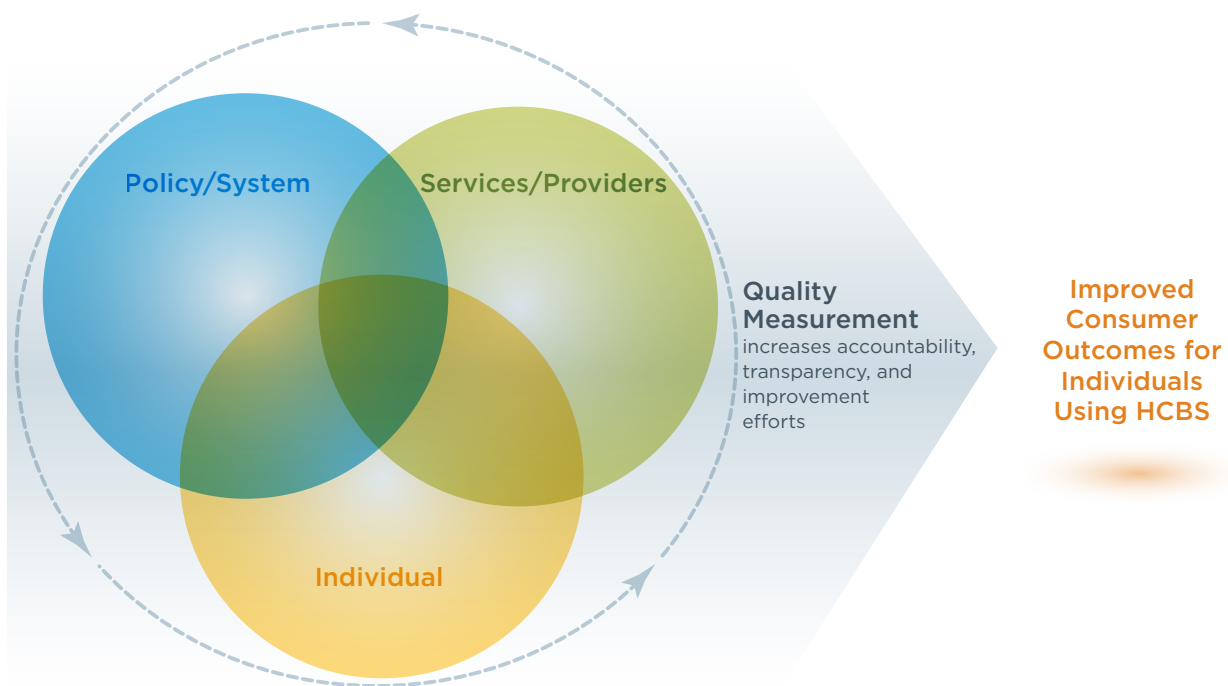 Policy/System
Services/Providers
Individual
Quality
Measurement
increases accountability,
transparency, and
improvement
efforts
Improved
Consumer
Outcomes for
Individuals
Using HCBS